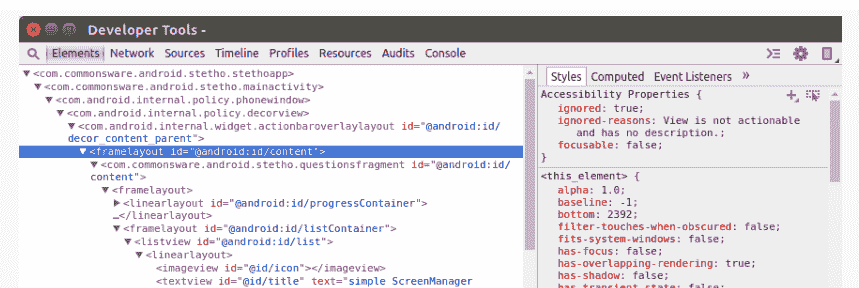 Developer Tools -
Elements Network Sources Timeline Profiles Resources Audits Console
▼<com.commonsware.android.stetho.stethoapp>
▼<com.commonsware.android.stetho.mainactivity>
▼<com.android.internal.policy.phonewindow>
▼<com.android.internal.policy.decorview>
▼<com.android.internal.widget.actionbaroverlaylayout id="@android:id/
decor_content_parent">
▼<framelayout id="@android:id/content">
▼<com.commonsware.android.stetho.questionsfragment id="@android:id/
content">
▼<framelayout>
▶<linearlayout id="@android:id/progressContainer">
…</linearlayout>
▼<framelayout id="@android:id/listContainer">
▼<listview id="@android:id/list">
▼<linearlayout>
<imageview id="@id/icon"></imageview>
<textview id="@id/title" text="simple ScreenManager
Styles Computed Event Listeners »
Accessibility Properties {
ignored: true;
ignored-reasons: View is not actionable
and has no description.;
focusable: false;
}
<this_element> {
alpha: 1.0;
baseline: -1;
bottom: 2392;
filter-touches-when-obscured: false;
fits-system-windows: false;
has-focus: false;
has-overlapping-rendering: true;
has-shadow: false;
has-transient-state: false;